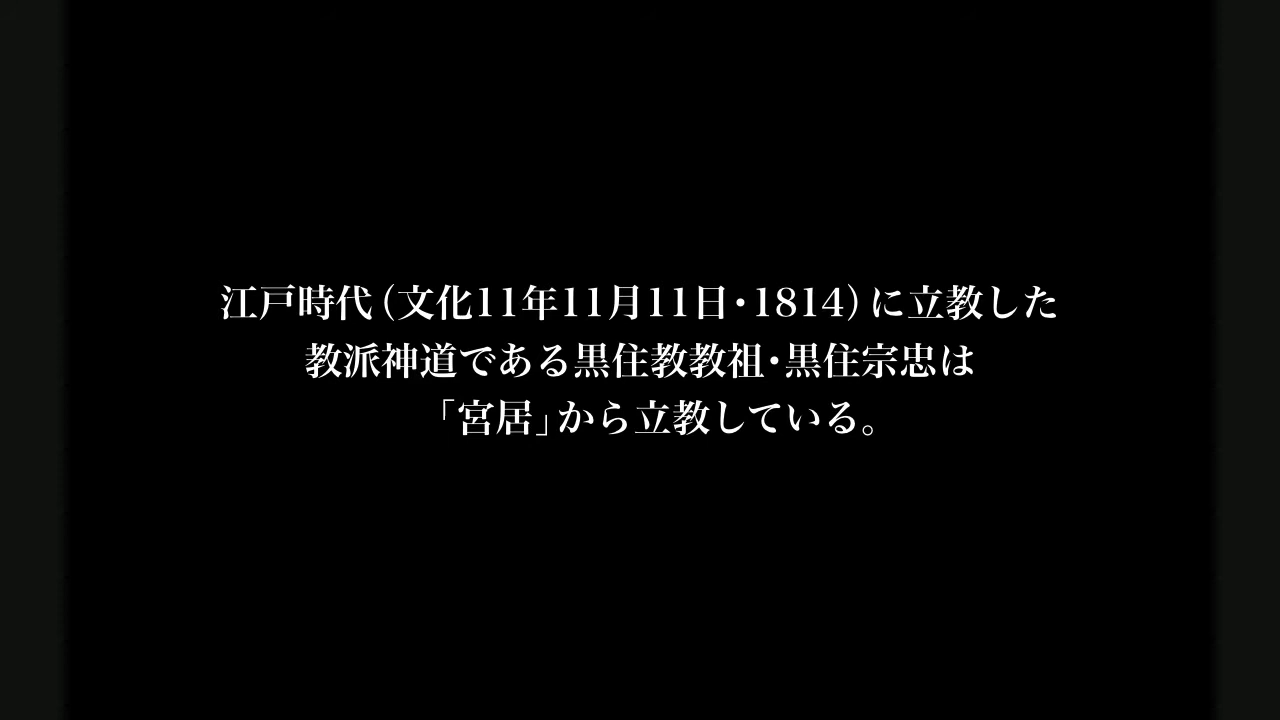 江戸時代（文化11年11月11日・1814）に立教した
教派神道である黒住教教祖・黒住宗忠は
「宮居」から立教している。